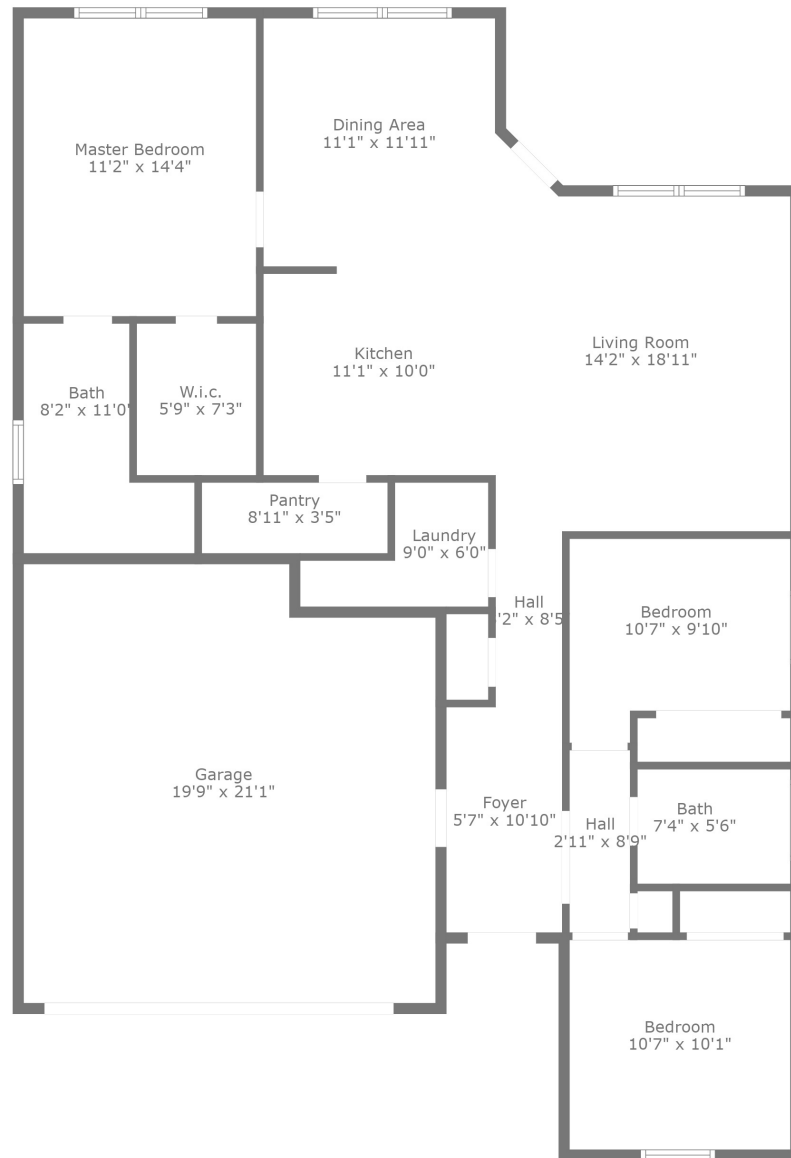 Dining Area
11'1" x 11'11"
Master Bedroom
11'2" x 14'4"
Living Room
14'2" x 18'11"
Kitchen
11'1" x 10'0"
Bath
8'2" x 11'0"
W.i.c.
5'9" x 7'3"
Pantry
8'11" x 3'5"
Laundry
9'0" x 6'0"
Hall
'2" x 8'5
Bedroom
10'7" x 9'10"
Garage
19'9" x 21'1"
Foyer
5'7" x 10'10"
Hall
2'11" x 8'9"
Bath
7'4" x 5'6"
Bedroom
10'7" x 10'1"